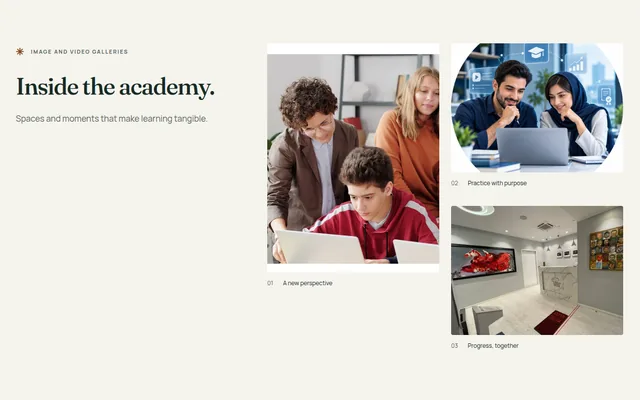 IMAGE AND VIDEO GALLERIES
Inside the academy.
Spaces and moments that make learning tangible.
01 A new perspective
02 Practice with purpose
03 Progress, together